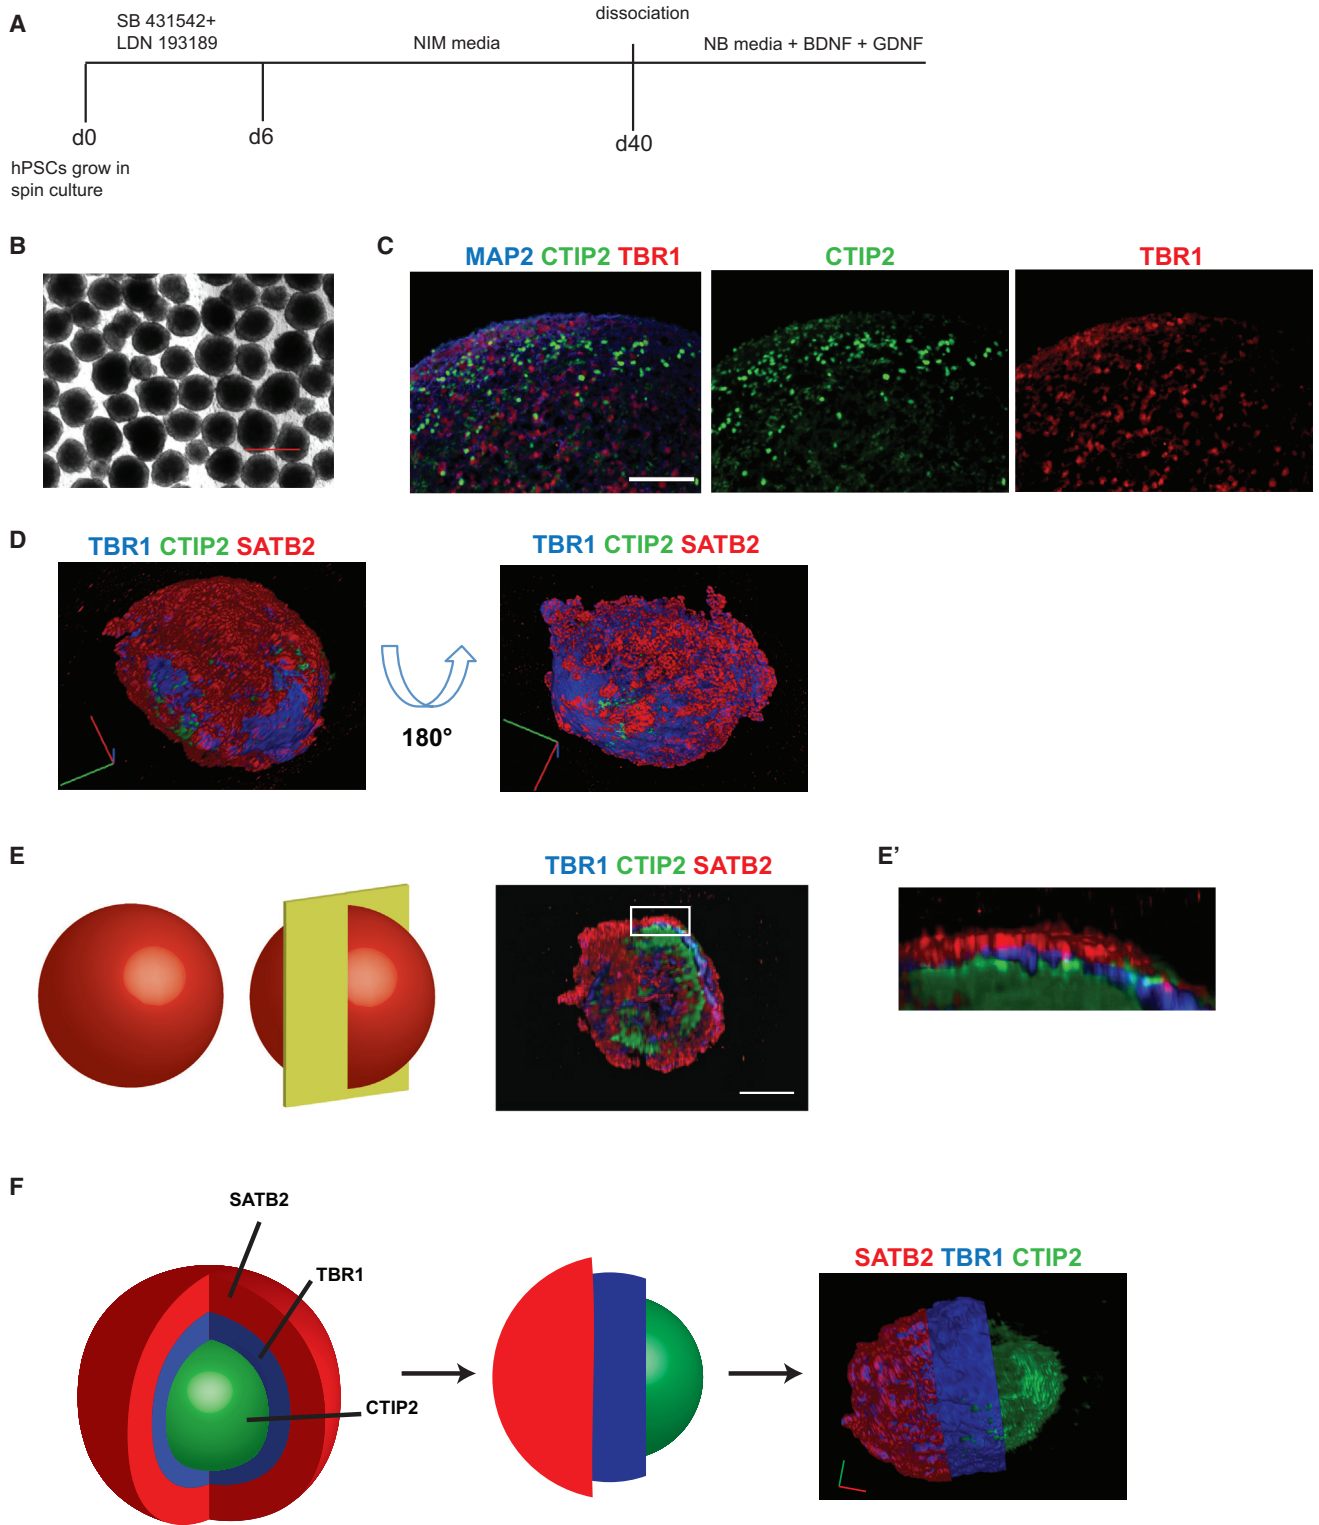 A
SB 431542+
LDN 193189
NIM media
dissociation
NB media + BDNF + GDNF
d0
d6
d40
hPSCs grow in
spin culture
B
C
MAP2 CTIP2 TBR1
CTIP2
TBR1
D
TBR1 CTIP2 SATB2
180°
TBR1 CTIP2 SATB2
E
TBR1 CTIP2 SATB2
E’
F
SATB2
TBR1
CTIP2
SATB2 TBR1 CTIP2